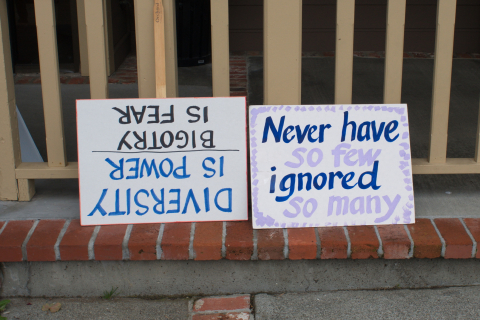 DIVERSITY
IS POWER
BIGOTRY
IS FEAR
Never have
so few
ignored
so many